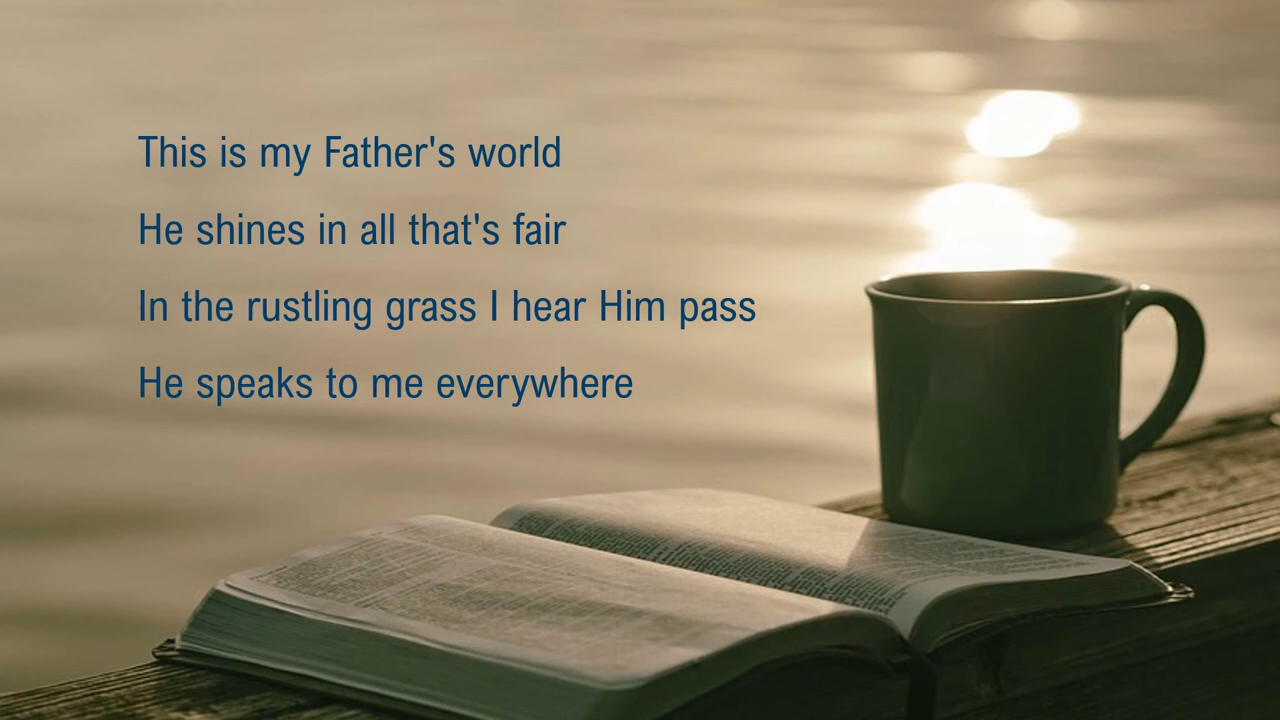 This is my Father's world
He shines in all that's fair
In the rustling grass I hear Him pass
He speaks to me everywhere